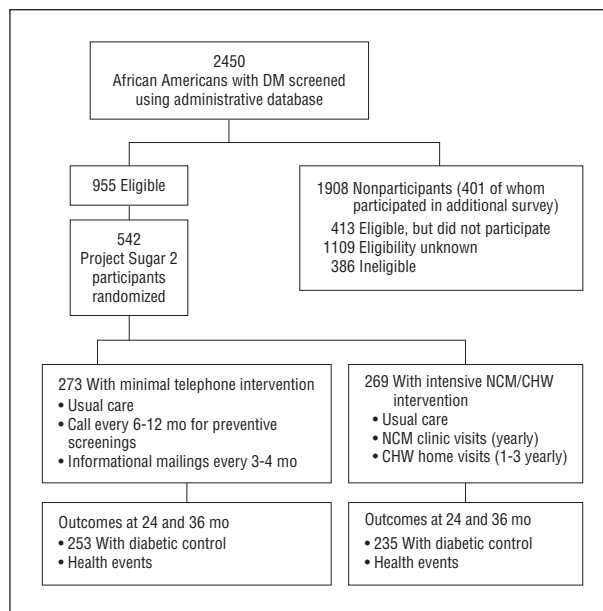 2450
African Americans with DM screened
using administrative database
955 Eligible
1908 Nonparticipants (401 of whom
participated in additional survey)
413 Eligible, but did not participate
1109 Eligibility unknown
386 Ineligible
542
Project Sugar 2
participants
randomized
273 With minimal telephone intervention
• Usual care
• Call every 6-12 mo for preventive
screenings
• Informational mailings every 3-4 mo
269 With intensive NCM/CHW
intervention
• Usual care
• NCM clinic visits (yearly)
• CHW home visits (1-3 yearly)
Outcomes at 24 and 36 mo
• 253 With diabetic control
• Health events
Outcomes at 24 and 36 mo
• 235 With diabetic control
• Health events